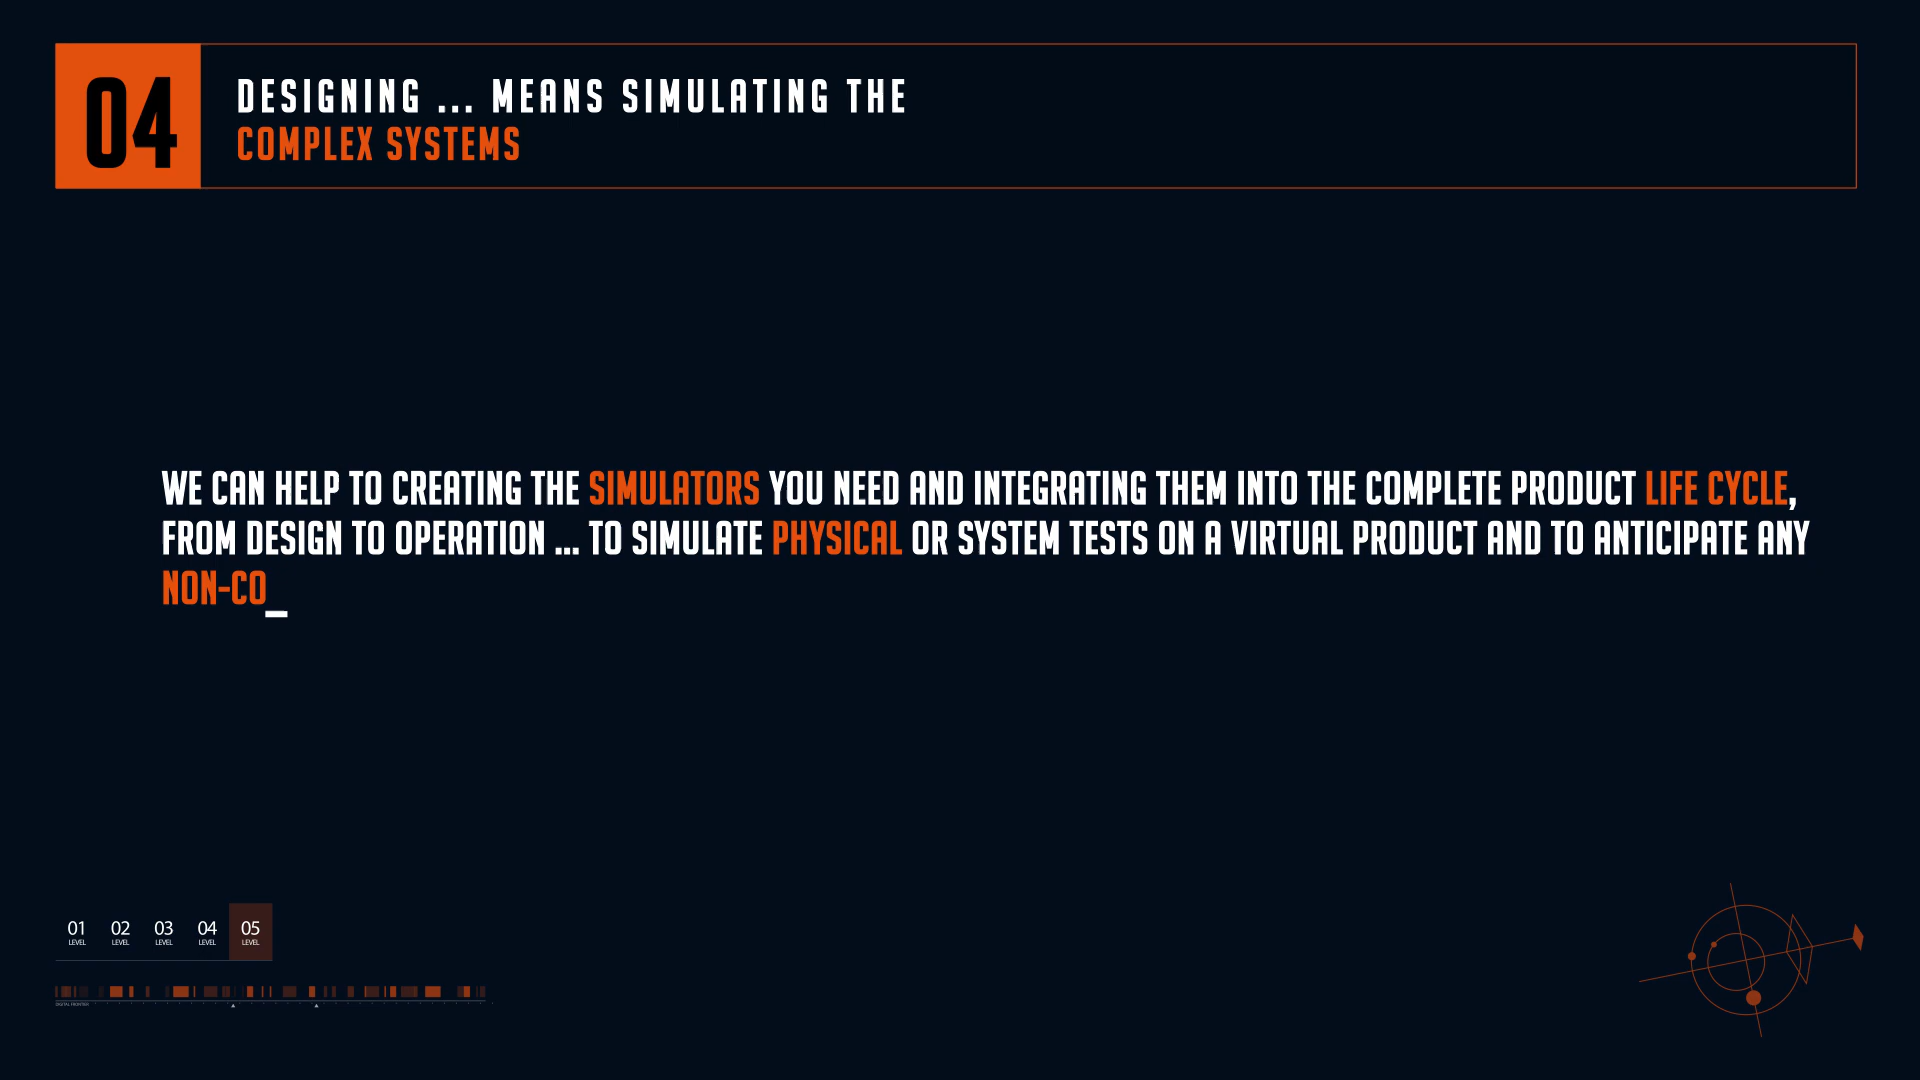 04
DESIGNING ... MEANS SIMULATING THE
COMPLEX SYSTEMS
WE CAN HELP TO CREATING THE SIMULATORS YOU NEED AND INTEGRATING THEM INTO THE COMPLETE PRODUCT LIFE CYCLE,
FROM DESIGN TO OPERATION ... TO SIMULATE PHYSICAL OR SYSTEM TESTS ON A VIRTUAL PRODUCT AND TO ANTICIPATE ANY
NON-CO_
01 02 03 04 05
LEVEL LEVEL LEVEL LEVEL LEVEL
DIGITAL FRONTIER